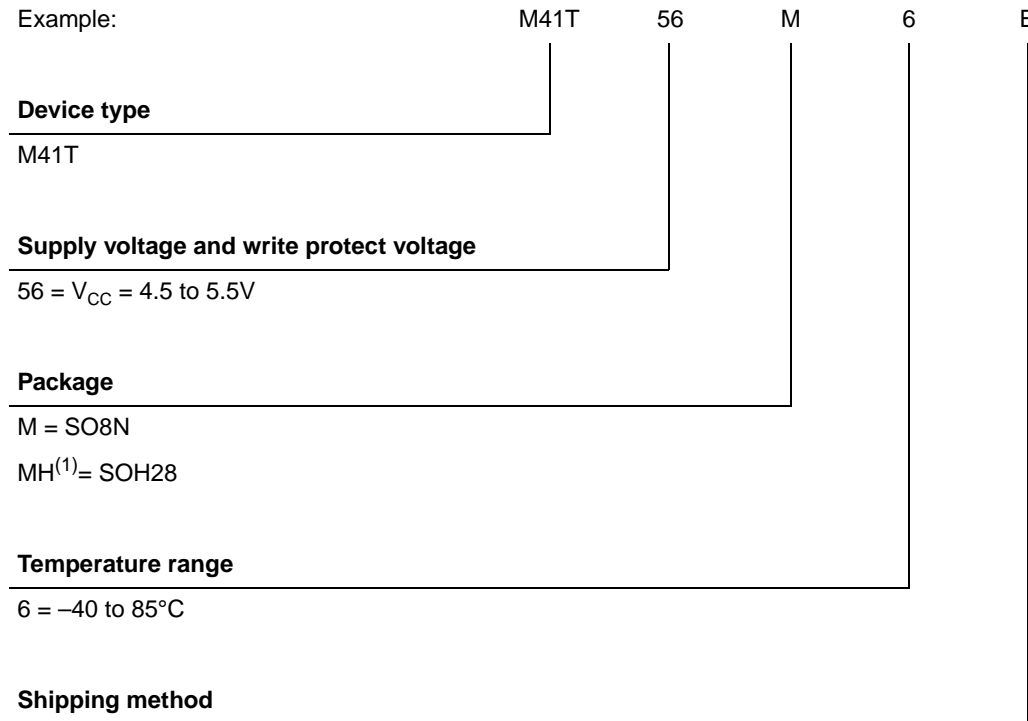 Example: M41T 56 M 6
Device type
M41T
Supply voltage and write protect voltage
56 = VCC = 4.5 to 5.5V
Package
M = SO8N
MH(1)= SOH28
Temperature range
6 = –40 to 85°C
Shipping method